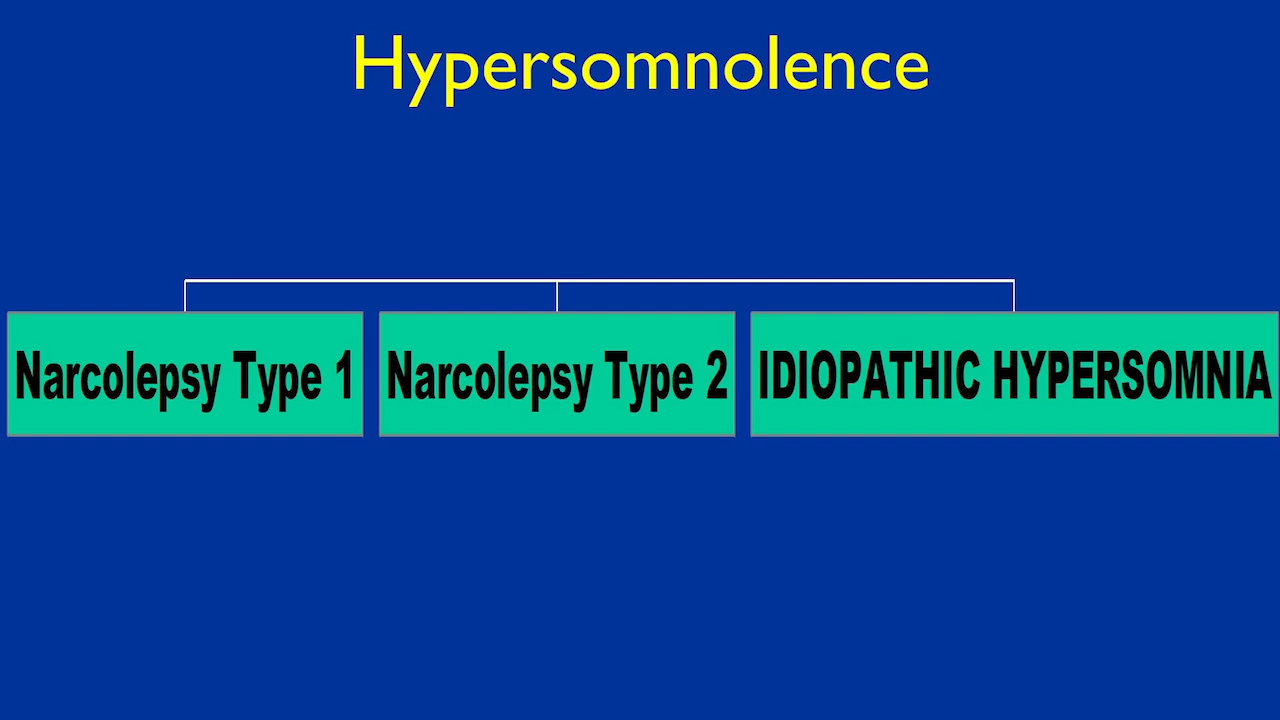 Hypersomnolence
Narcolepsy Type 1
Narcolepsy Type 2
IDIOPATHIC HYPERSOMNIA